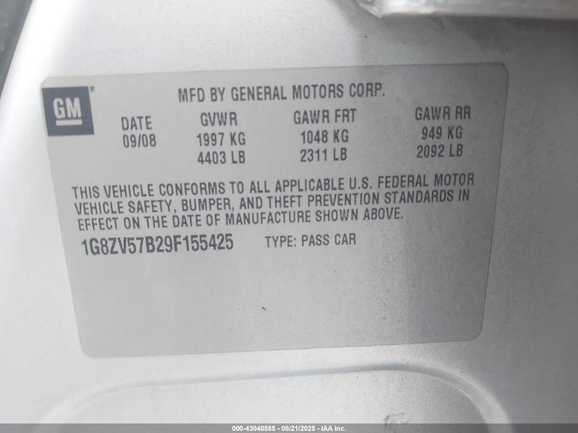 GM
MFD BY GENERAL MOTORS CORP.
DATE GVWR GAWR FRT GAWR RR
09/08 1997 KG 1048 KG 949 KG
4403 LB 2311 LB 2092 LB
THIS VEHICLE CONFORMS TO ALL APPLICABLE U.S. FEDERAL MOTOR
VEHICLE SAFETY, BUMPER, AND THEFT PREVENTION STANDARDS IN
EFFECT ON THE DATE OF MANUFACTURE SHOWN ABOVE.
1G8ZV57B29F155425 TYPE: PASS CAR
000-43040585 - 08/21/2025 - IAA Inc.